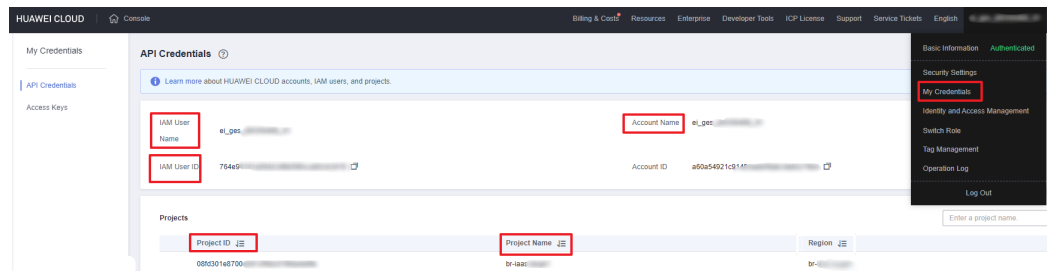 HUAWEI CLOUD Console Billing & Costs Resources Enterprise Developer Tools ICP License Support Service Tickets English
My Credentials
API Credentials
Access Keys
API Credentials
Learn more about HUAWEI CLOUD accounts, IAM users, and projects.
IAM User Name ei_ges_
Account Name ei_ges
IAM User ID 764e9
Account ID a60a54921c9145
Projects
Enter a project name.
Project ID Project Name Region
08fd301e8700 br-iaas br-
Basic Information Authenticated
Security Settings
My Credentials
Identity and Access Management
Switch Role
Tag Management
Operation Log
Log Out